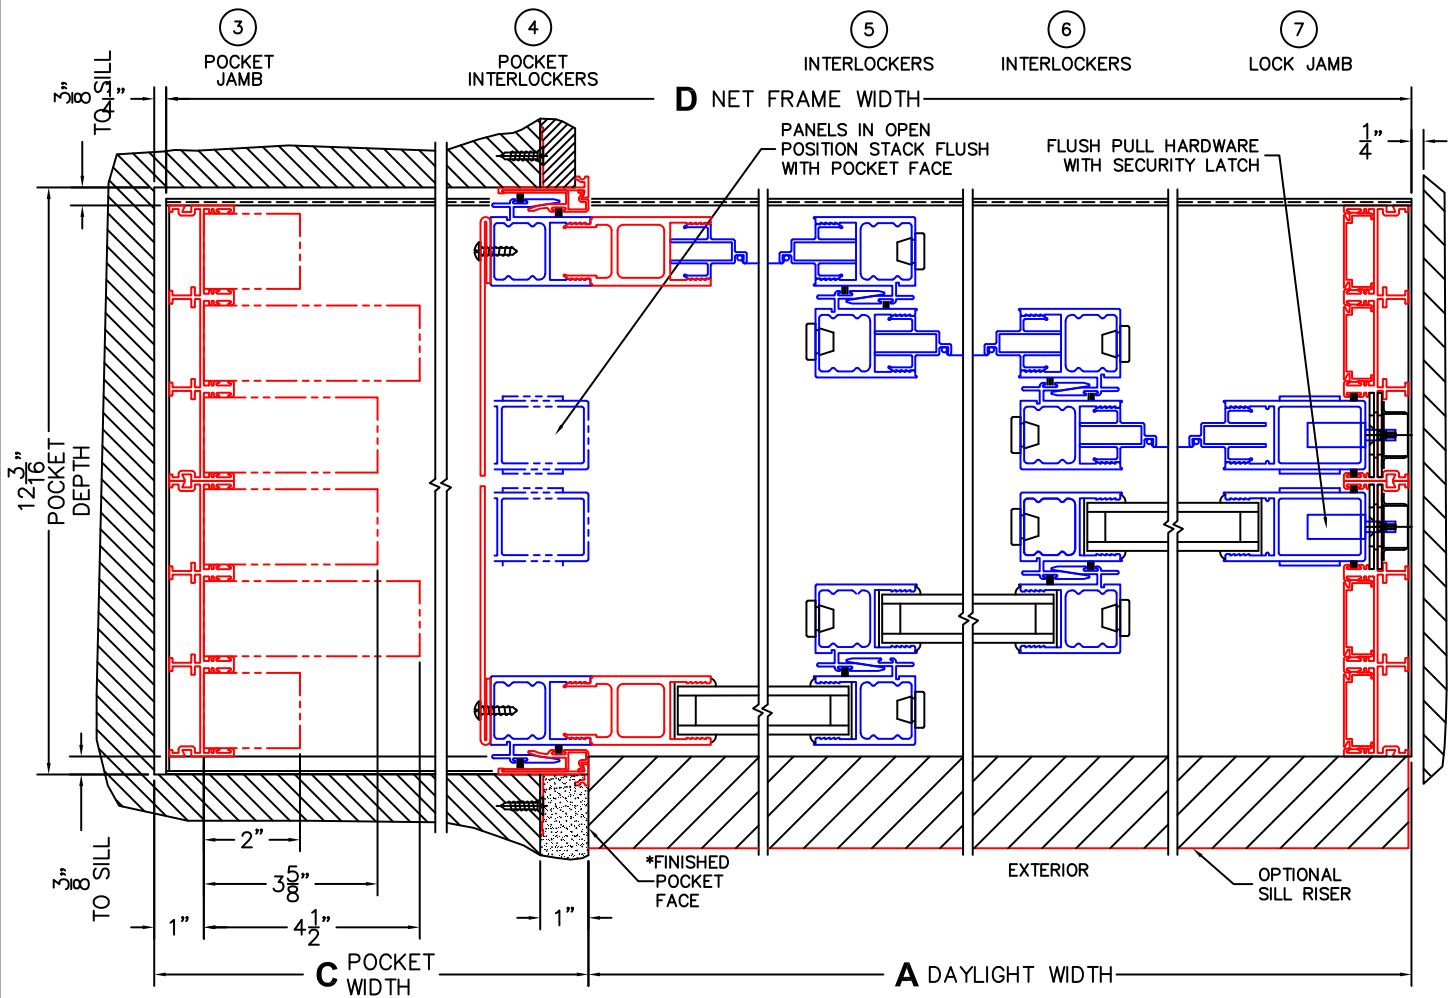 3
4
5
6
7
POCKET
JAMB
POCKET
INTERLOCKERS
INTERLOCKERS
INTERLOCKERS
LOCK JAMB
3/8"
TO SILL
1/4"
D NET FRAME WIDTH
1/4"
PANELS IN OPEN
POSITION STACK FLUSH
WITH POCKET FACE
FLUSH PULL HARDWARE
WITH SECURITY LATCH
12 3/16"
POCKET
DEPTH
3/8"
TO SILL
2"
3 5/8"
1"
4 1/2"
1"
*FINISHED
POCKET
FACE
EXTERIOR
OPTIONAL
SILL RISER
C POCKET
WIDTH
A DAYLIGHT WIDTH